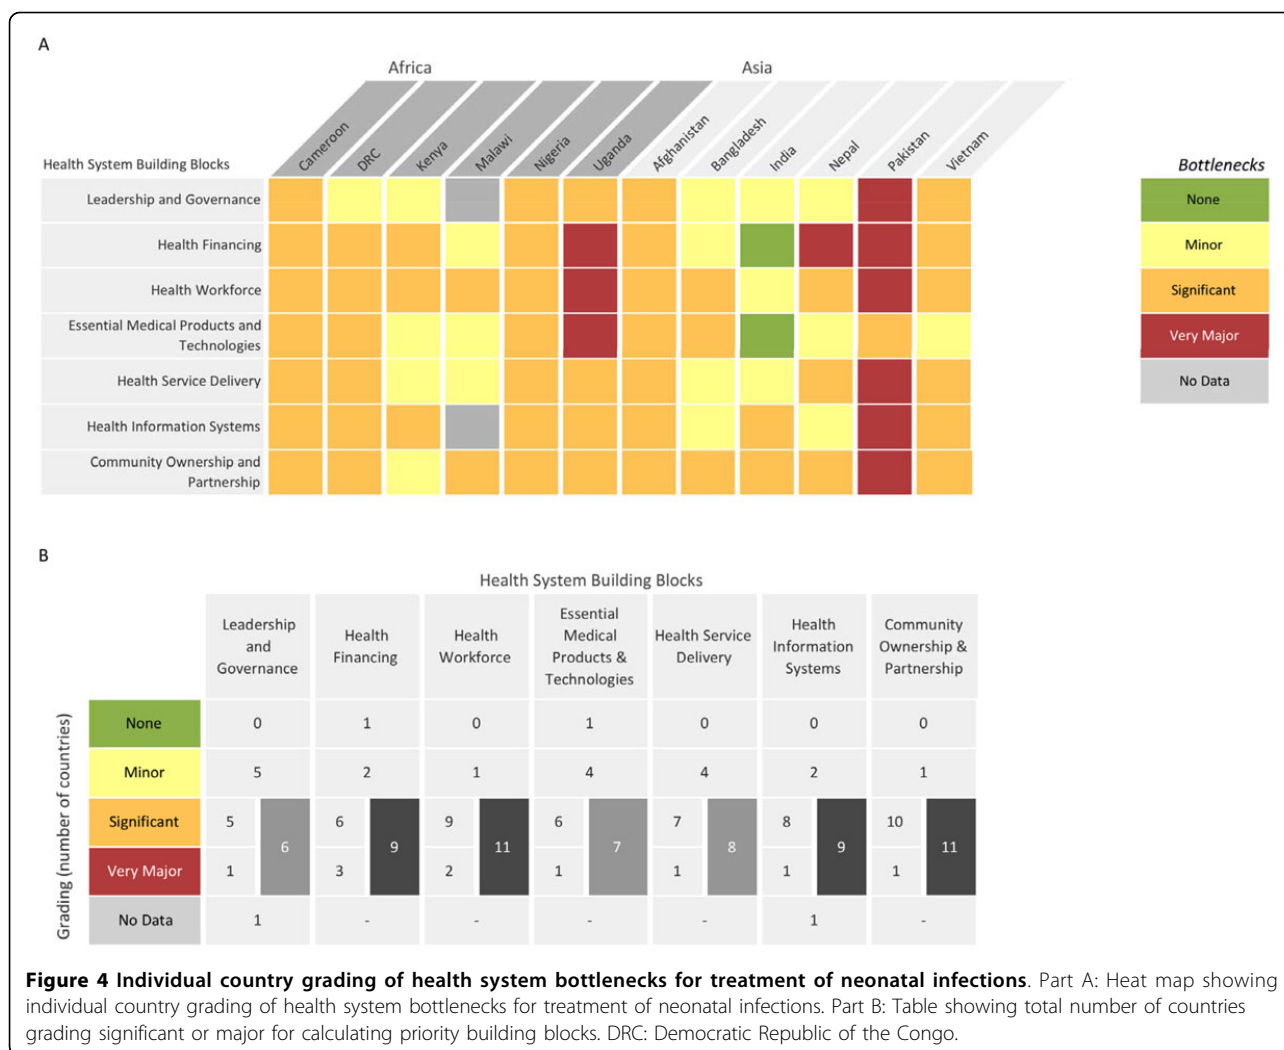 A
Africa
Asia
Cameroon
DRC
Kenya
Malawi
Nigeria
Uganda
Afghanistan
Bangladesh
India
Nepal
Pakistan
Vietnam
Health System Building Blocks
Leadership and Governance
Health Financing
Health Workforce
Essential Medical Products and
Technologies
Health Service Delivery
Health Information Systems
Community Ownership and
Partnership
Bottlenecks
None
Minor
Significant
Very Major
No Data
B
Health System Building Blocks
Leadership
and
Governance
Health
Financing
Health
Workforce
Essential
Medical
Products &
Technologies
Health Service
Delivery
Health
Information
Systems
Community
Ownership &
Partnership
Grading (number of countries)
None 0 1 0 1 0 0 0
Minor 5 2 1 4 4 2 1
Significant 5 6 9 6 7 8 10
6 9 11 7 8 9 11
Very Major 1 3 2 1 1 1 1
No Data 1 - - - - 1 -
Figure 4 Individual country grading of health system bottlenecks for treatment of neonatal infections. Part A: Heat map showing
individual country grading of health system bottlenecks for treatment of neonatal infections. Part B: Table showing total number of countries
grading significant or major for calculating priority building blocks. DRC: Democratic Republic of the Congo.